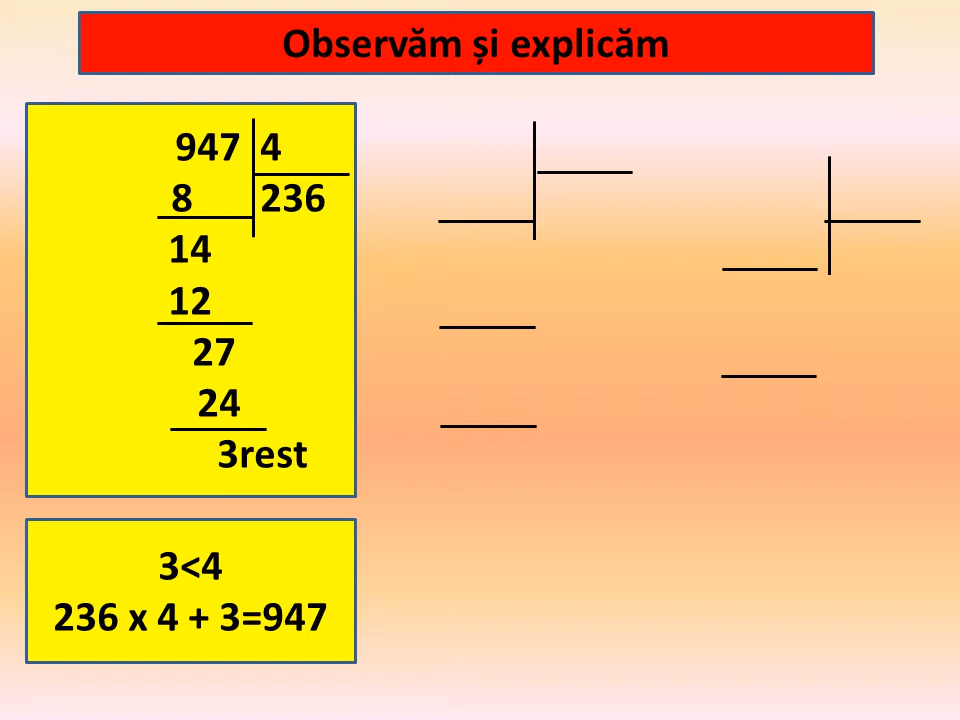 Observăm și explicăm
947 4
8 236
14
12
27
24
3rest
3<4
236 x 4 + 3=947